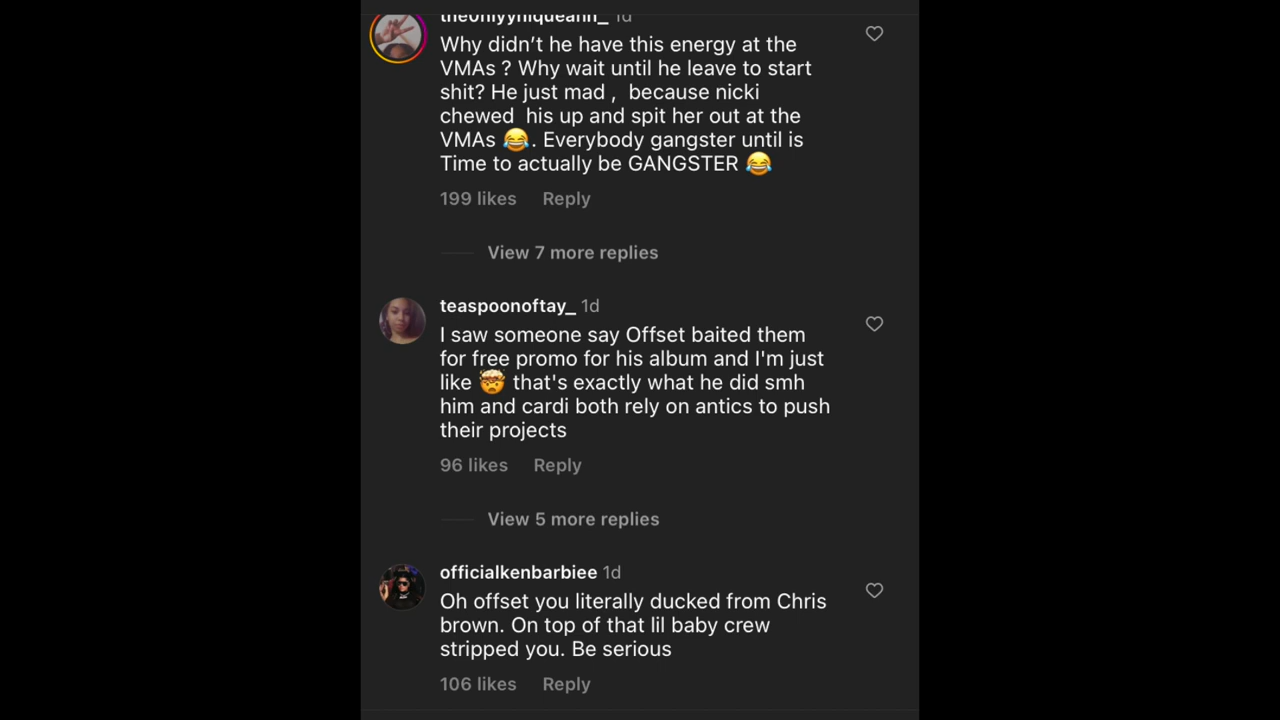 1d
Why didn’t he have this energy at the
VMAs ? Why wait until he leave to start
shit? He just mad ,  because nicki
chewed  his up and spit her out at the
VMAs 😂. Everybody gangster until is
Time to actually be GANGSTER 😂
199 likes Reply
View 7 more replies
teaspoonoftay_ 1d
I saw someone say Offset baited them
for free promo for his album and I'm just
like 🤯 that's exactly what he did smh
him and cardi both rely on antics to push
their projects
96 likes Reply
View 5 more replies
officialkenbarbiee 1d
Oh offset you literally ducked from Chris
brown. On top of that lil baby crew
stripped you. Be serious
106 likes Reply